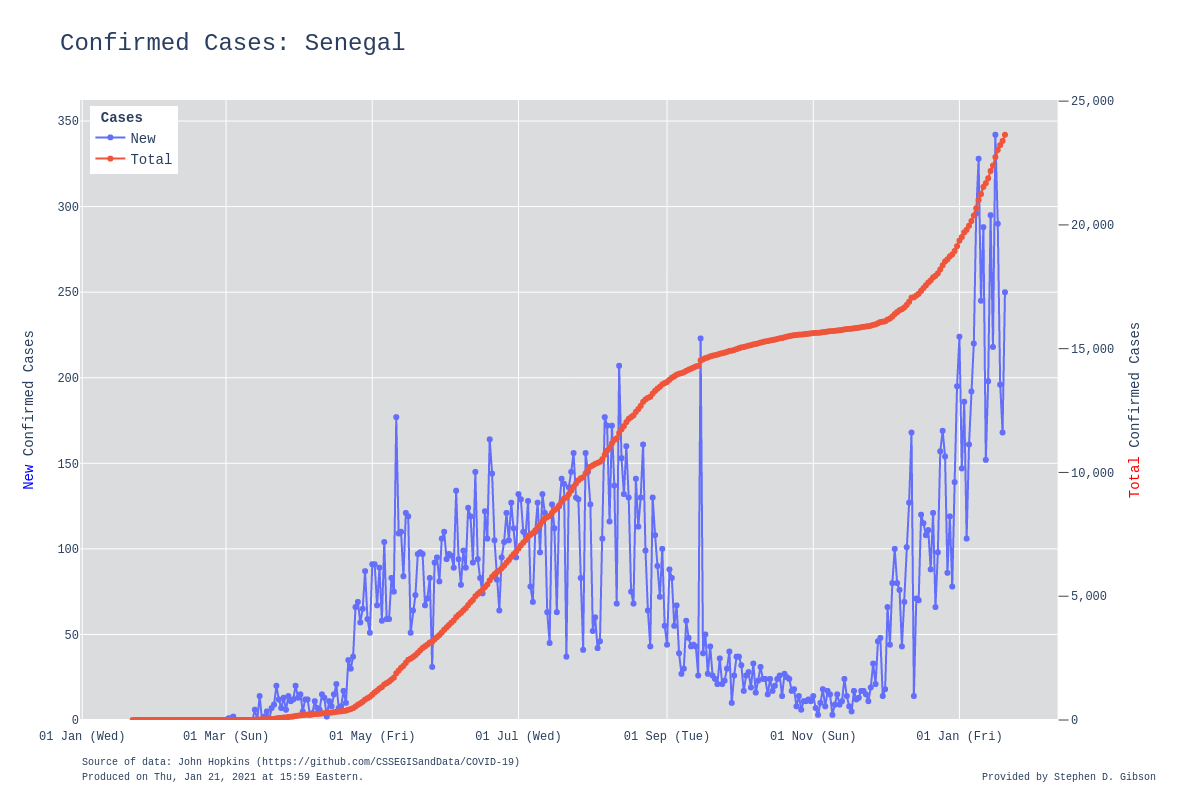 Confirmed Cases: Senegal
Cases
New
Total
350
300
250
200
150
100
50
0
25,000
20,000
15,000
10,000
5,000
0
New Confirmed Cases
Total Confirmed Cases
01 Jan (Wed)
01 Mar (Sun)
01 May (Fri)
01 Jul (Wed)
01 Sep (Tue)
01 Nov (Sun)
01 Jan (Fri)
Source of data: John Hopkins (https://github.com/CSSEGISandData/COVID-19)
Produced on Thu, Jan 21, 2021 at 15:59 Eastern.
Provided by Stephen D. Gibson